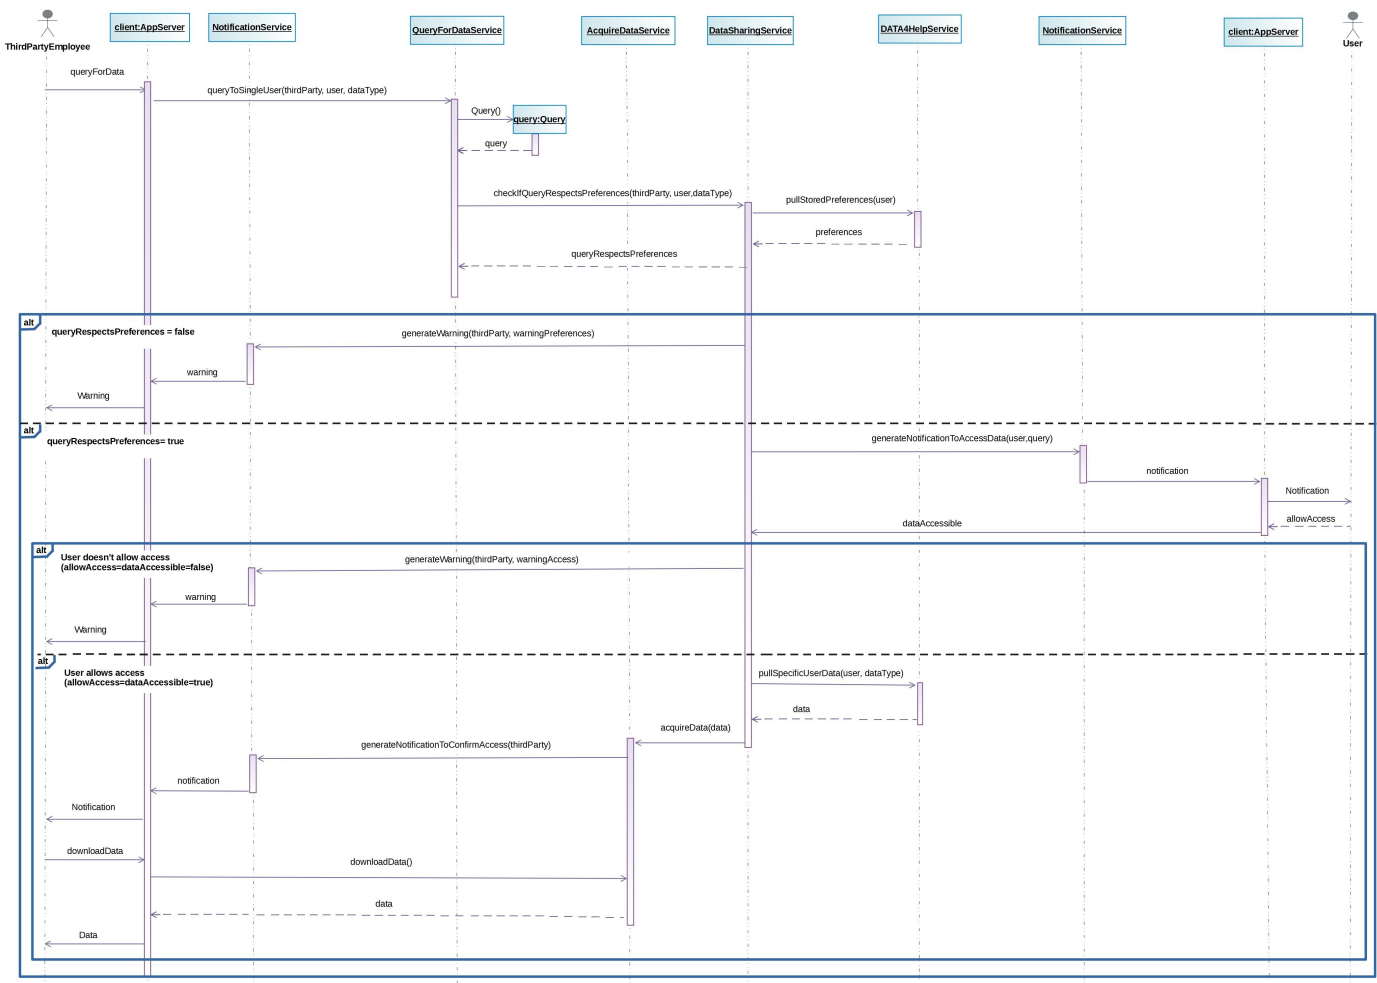 ThirdPartyEmployee
client:AppServer
NotificationService
QueryForDataService
AcquireDataService
DataSharingService
DATA4HelpService
NotificationService
client:AppServer
User
queryForData
queryToSingleUser(thirdParty, user, dataType)
Query()
query:Query
query
checkIfQueryRespectsPreferences(thirdParty, user,dataType)
pullStoredPreferences(user)
preferences
queryRespectsPreferences
alt
queryRespectsPreferences = false
generateWarning(thirdParty, warningPreferences)
warning
Warning
alt
queryRespectsPreferences= true
generateNotificationToAccessData(user,query)
notification
Notification
allowAccess
dataAccessible
alt
User doesn't allow access
(allowAccess=dataAccessible=false)
generateWarning(thirdParty, warningAccess)
warning
Warning
alt
User allows access
(allowAccess=dataAccessible=true)
pullSpecificUserData(user, dataType)
data
acquireData(data)
generateNotificationToConfirmAccess(thirdParty)
notification
Notification
downloadData
downloadData()
data
Data